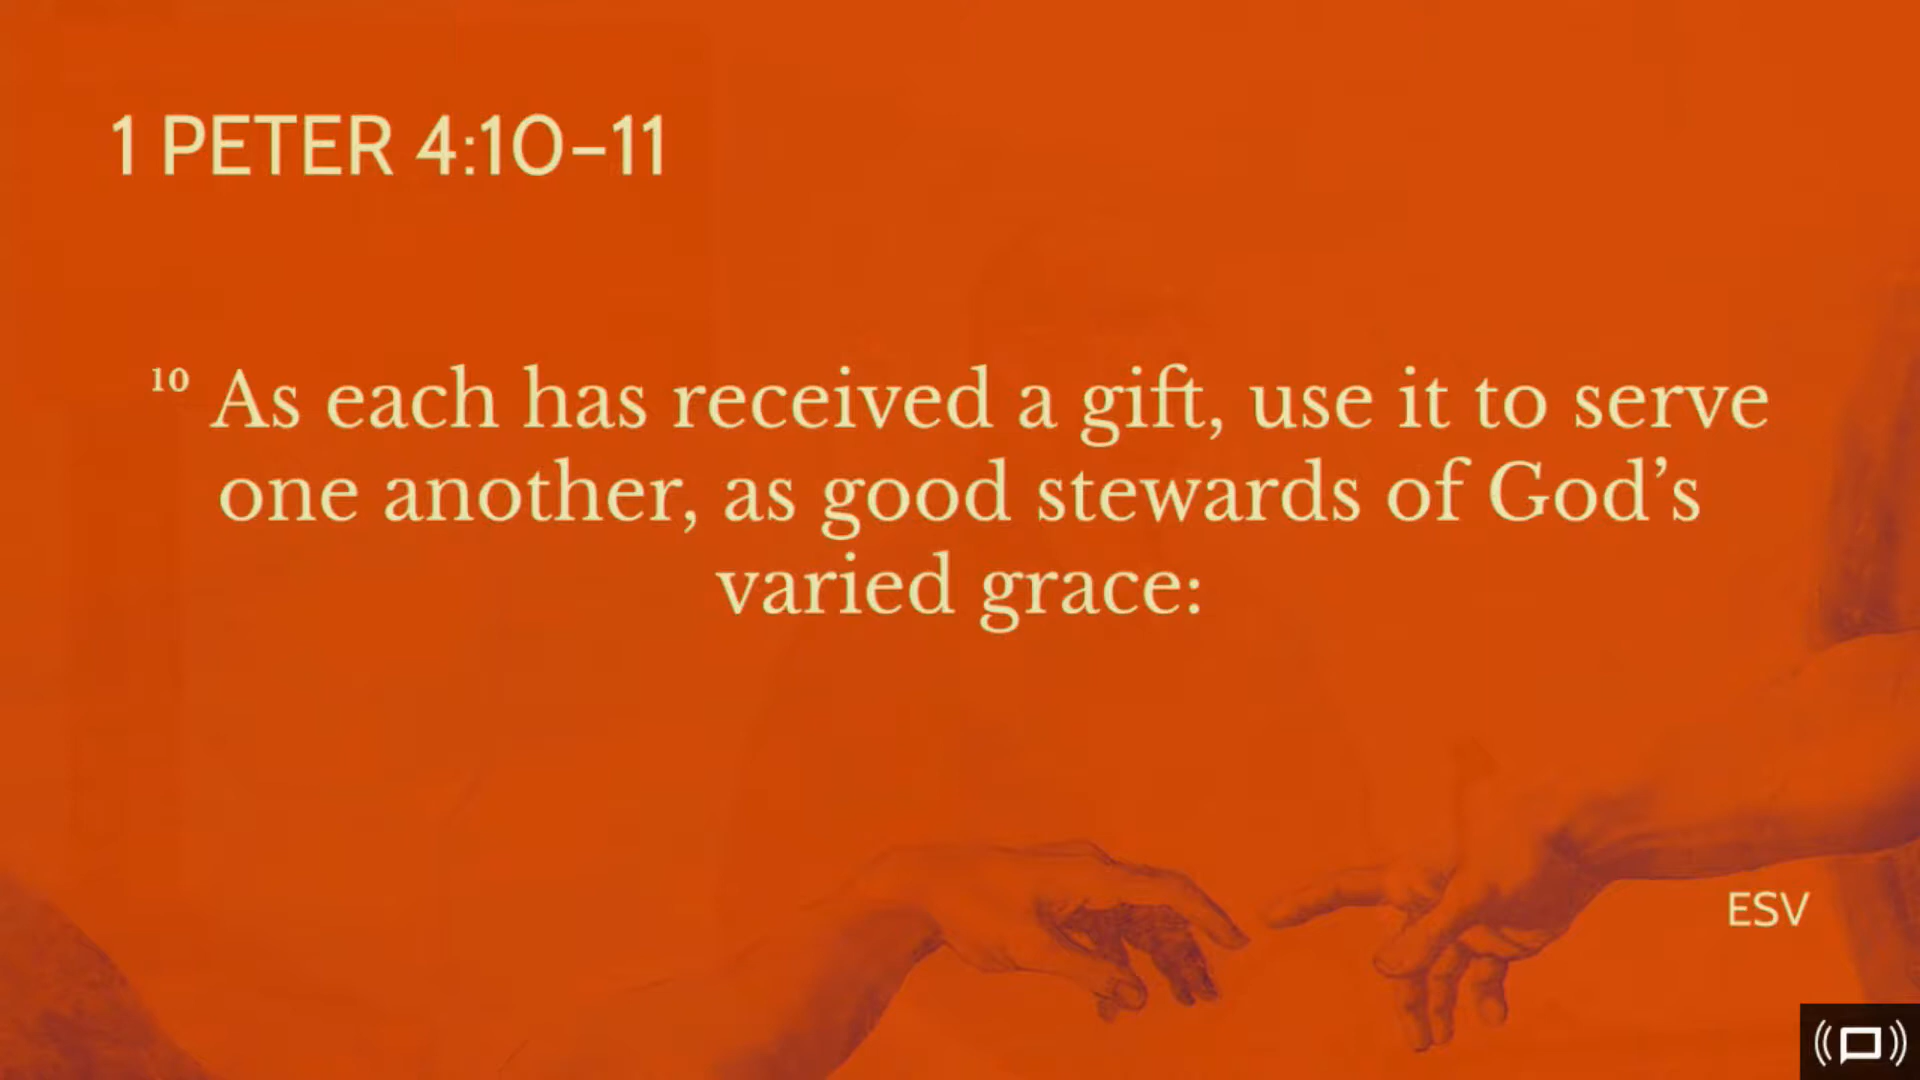 1 PETER 4:10–11
¹⁰ As each has received a gift, use it to serve
one another, as good stewards of God’s
varied grace:
ESV